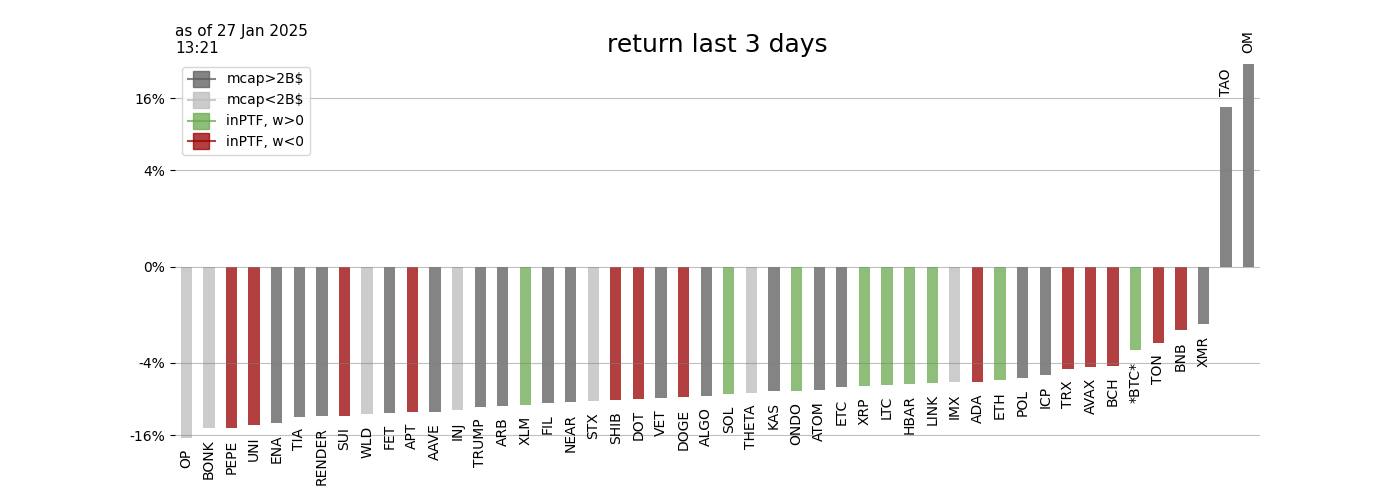 as of 27 Jan 2025
13:21
return last 3 days
mcap>2B$
mcap<2B$
inPTF, w>0
inPTF, w<0
16%
4%
0%
-4%
-16%
OP
BONK
PEPE
UNI
ENA
TIA
RENDER
SUI
WLD
FET
APT
AAVE
INJ
TRUMP
ARB
XLM
FIL
NEAR
STX
SHIB
DOT
VET
DOGE
ALGO
SOL
THETA
KAS
ONDO
ATOM
ETC
XRP
LTC
HBAR
LINK
IMX
ADA
ETH
POL
ICP
TRX
AVAX
BCH
*BTC*
TON
BNB
XMR
TAO
OM